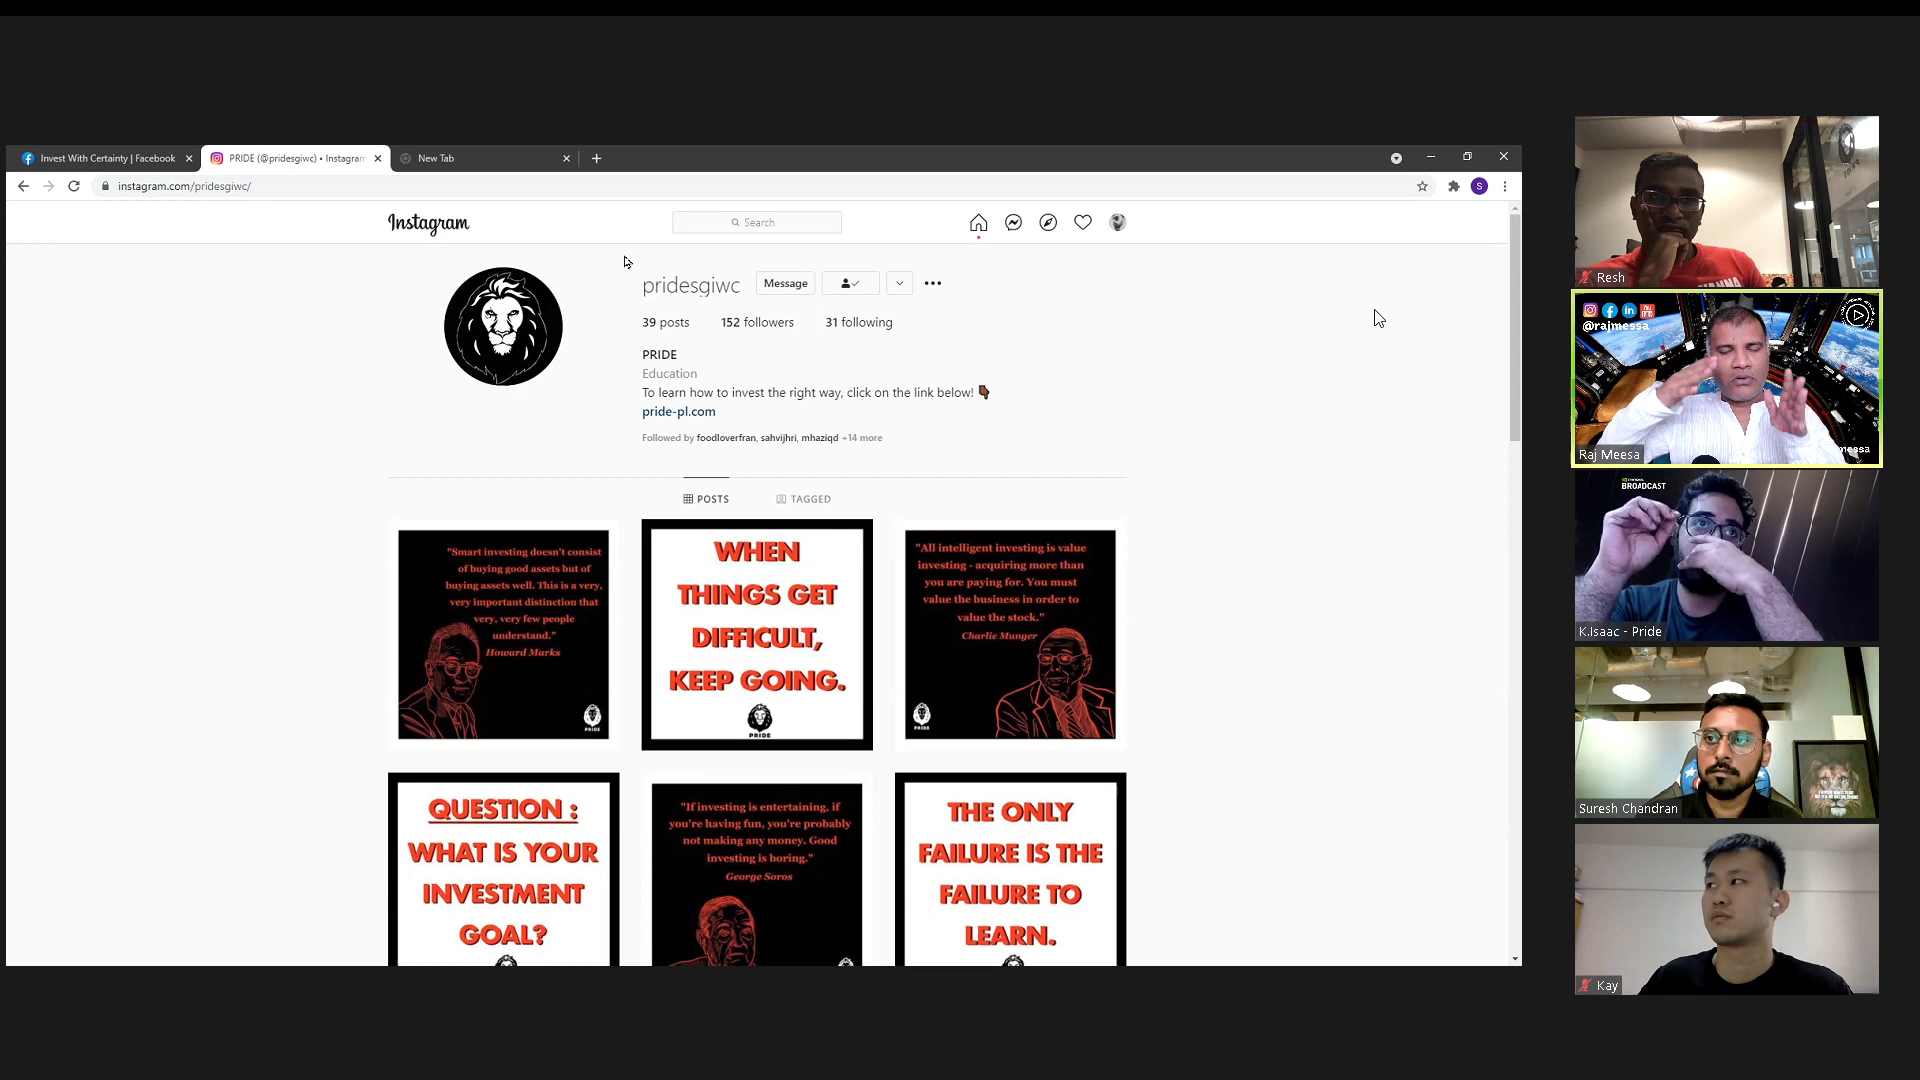 Invest With Certainty | Facebook
PRIDE (@pridesgiwc) • Instagram
New Tab
instagram.com/pridesgiwc/
S
Instagram
Search
pridesgiwc
Message
39 posts 152 followers 31 following
PRIDE
Education
To learn how to invest the right way, click on the link below!
pride-pl.com
Followed by foodloverfran, sahvijhri, mhaziqd +14 more
POSTS
TAGGED
"Smart investing doesn't consist
of buying good assets but of
buying assets well. This is a very,
very important distinction that
very, very few people
understand."
Howard Marks
PRIDE
WHEN
THINGS GET
DIFFICULT,
KEEP GOING.
PRIDE
"All intelligent investing is value
investing - acquiring more than
you are paying for. You must
value the business in order to
value the stock."
Charlie Munger
PRIDE
QUESTION :
WHAT IS YOUR
INVESTMENT
GOAL?
"If investing is entertaining, if
you're having fun, you're probably
not making any money. Good
investing is boring."
George Soros
THE ONLY
FAILURE IS THE
FAILURE TO
LEARN.
Resh
@rajmessa
messa
Raj Meesa
BROADCAST
K.Isaac - Pride
Suresh Chandran
Kay